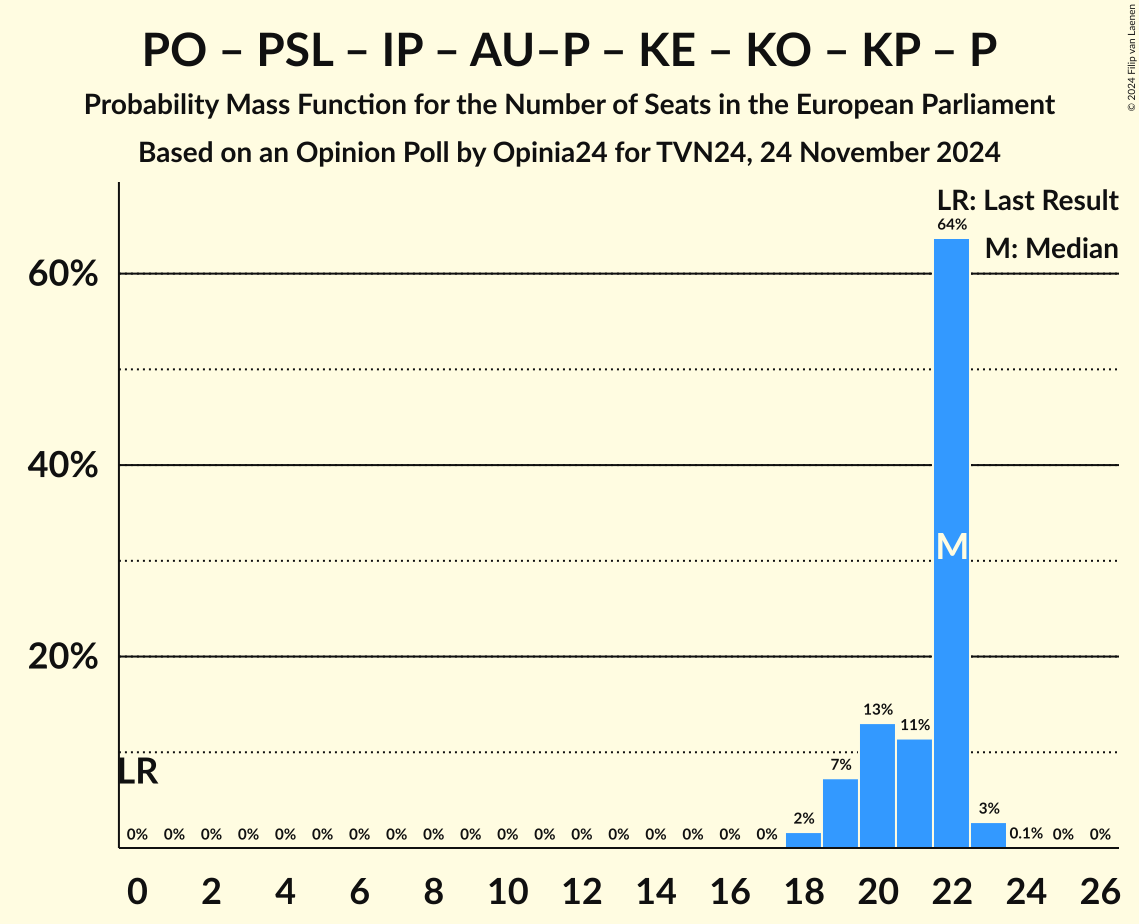 PO – PSL – IP – AU–P – KE – KO – KP – P
Probability Mass Function for the Number of Seats in the European Parliament
Based on an Opinion Poll by Opinia24 for TVN24, 24 November 2024
© 2024 Filip van Laenen
LR: Last Result
M: Median
60%
40%
20%
64%
M
13%
11%
7%
LR
3%
2%
0% 0% 0% 0% 0% 0% 0% 0% 0% 0% 0% 0% 0% 0% 0% 0% 0% 0% 0.1% 0% 0%
0 2 4 6 8 10 12 14 16 18 20 22 24 26